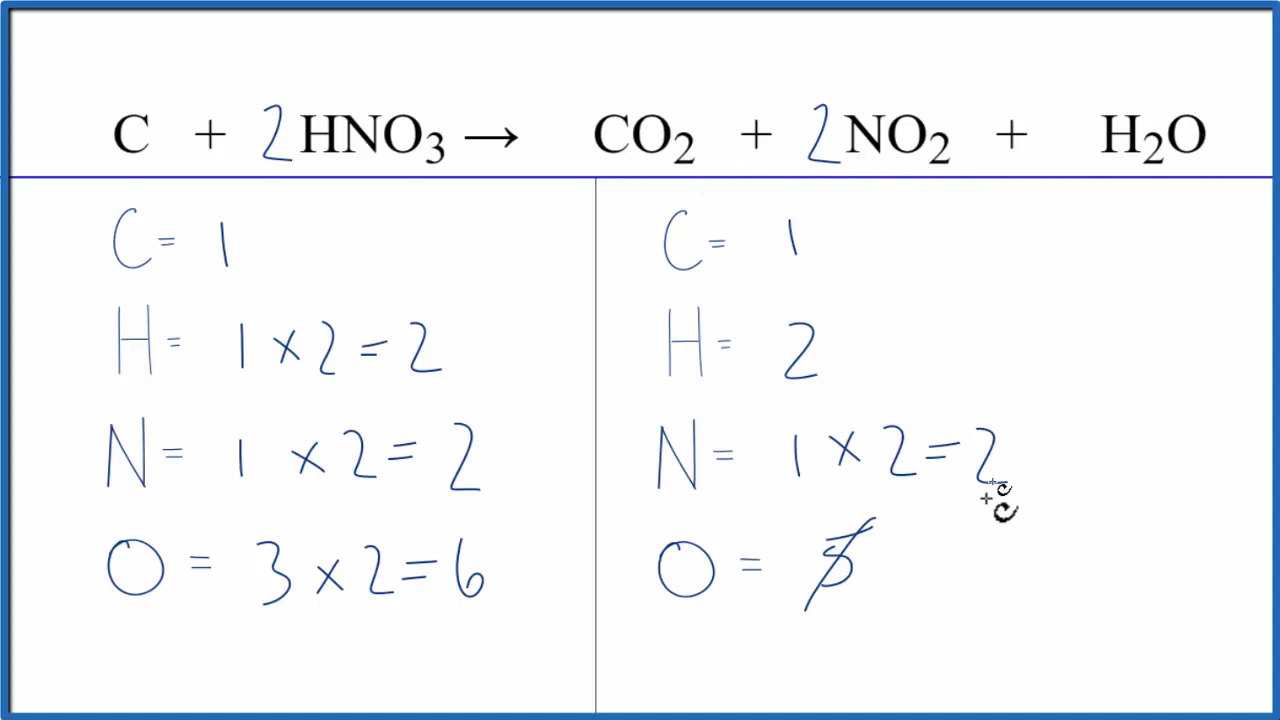 C + 2HNO₃ → CO₂ + 2NO₂ + H₂O
C = 1
H = 1 × 2 = 2
N = 1 × 2 = 2
O = 3 × 2 = 6
C = 1
H = 2
N = 1 × 2 = 2
O = 5